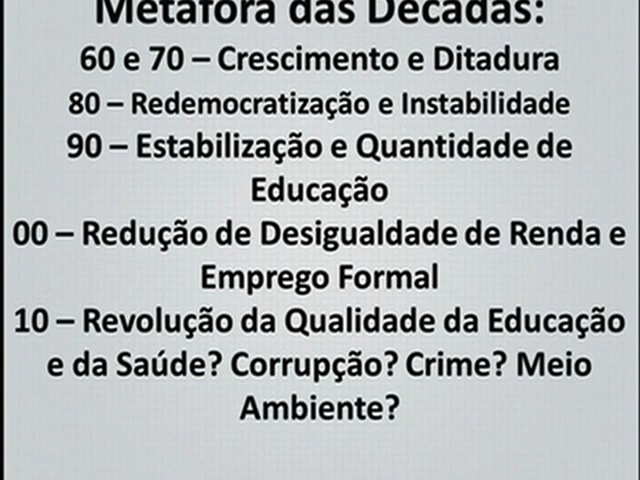 Metáfora das Décadas:
60 e 70 – Crescimento e Ditadura
80 – Redemocratização e Instabilidade
90 – Estabilização e Quantidade de
Educação
00 – Redução de Desigualdade de Renda e
Emprego Formal
10 – Revolução da Qualidade da Educação
e da Saúde? Corrupção? Crime? Meio
Ambiente?